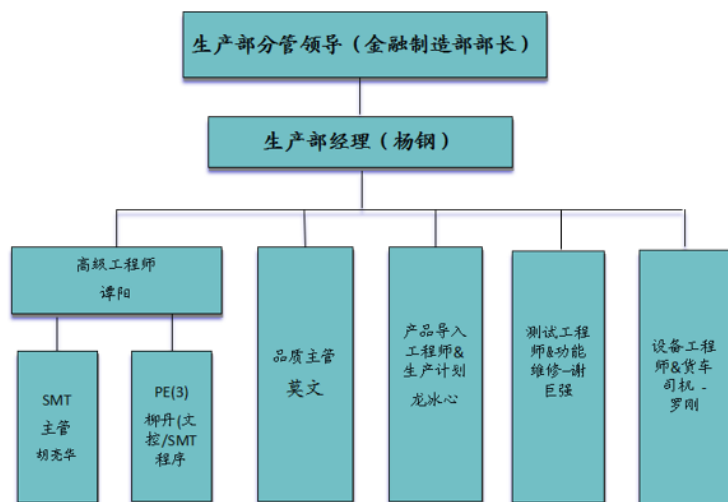 生产部分管领导（金融制造部部长）
生产部经理（杨钢）
高级工程师
谭阳
SMT
主管
胡亮华
PE(3)
柳丹(文
控/SMT
程序
品质主管
莫文
产品导入
工程师&
生产计划
龙冰心
测试工程
师&功能
维修–谢
巨强
设备工程
师&货车
司机 -
罗刚